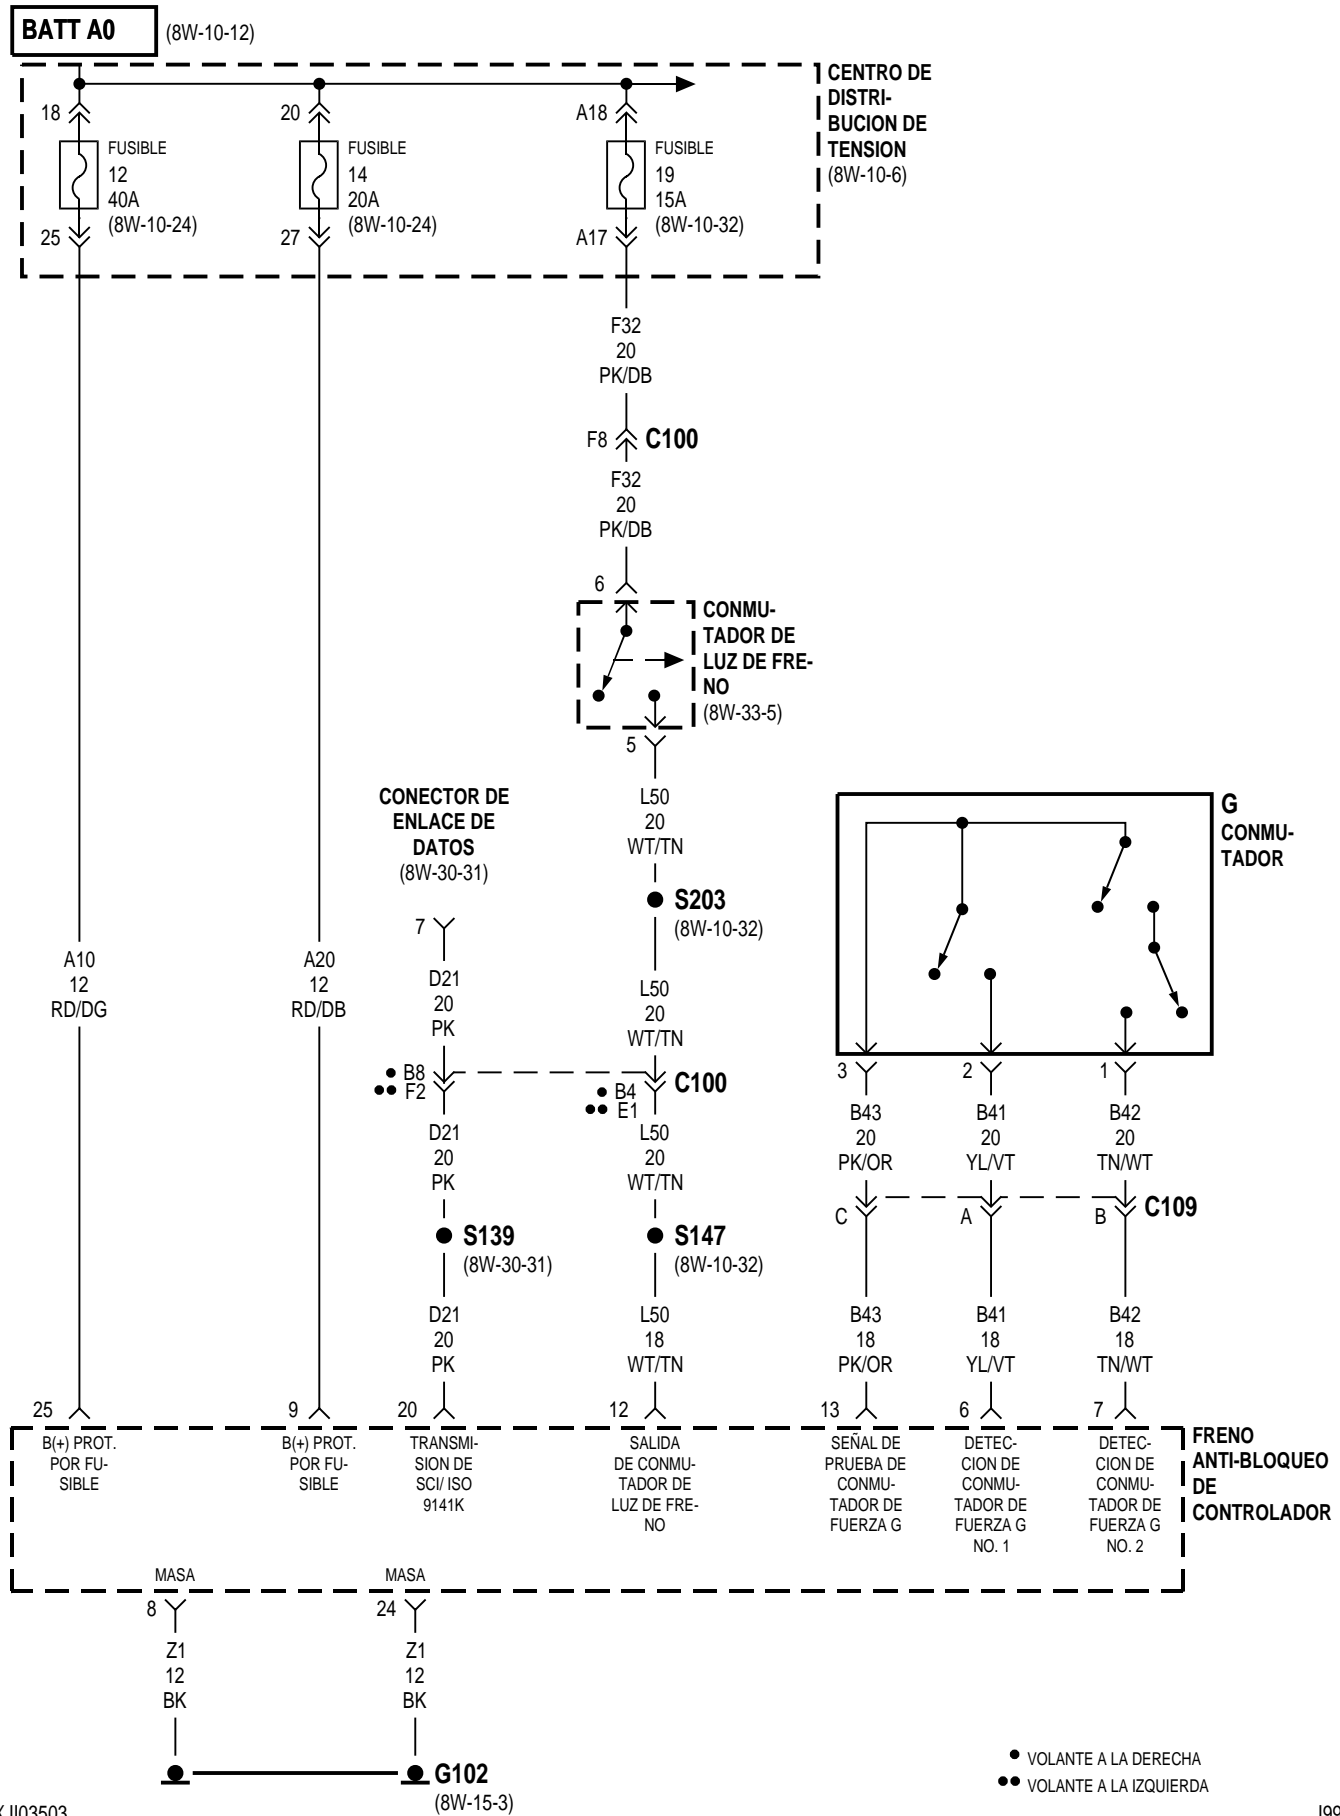 BATT A0
(8W-10-12)
CENTRO DE
DISTRI-
BUCION DE
TENSION
(8W-10-6)
18
FUSIBLE
12
40A
(8W-10-24)
25
20
FUSIBLE
14
20A
(8W-10-24)
27
A18
FUSIBLE
19
15A
(8W-10-32)
A17
F32
20
PK/DB
F8
C100
F32
20
PK/DB
6
CONMU-
TADOR DE
LUZ DE FRE-
NO
(8W-33-5)
5
CONECTOR DE
ENLACE DE
DATOS
(8W-30-31)
7
L50
20
WT/TN
S203
(8W-10-32)
G
CONMU-
TADOR
A10
12
RD/DG
A20
12
RD/DB
D21
20
PK
L50
20
WT/TN
B8
F2
B4
E1
C100
3
2
1
B43
20
PK/OR
B41
20
YL/VT
B42
20
TN/WT
D21
20
PK
L50
20
WT/TN
C
A
B
C109
S139
(8W-30-31)
S147
(8W-10-32)
D21
20
PK
L50
18
WT/TN
B43
18
PK/OR
B41
18
YL/VT
B42
18
TN/WT
25
9
20
12
13
6
7
B(+) PROT.
POR FU-
SIBLE
B(+) PROT.
POR FU-
SIBLE
TRANSMI-
SION DE
SCI/ ISO
9141K
SALIDA
DE CONMU-
TADOR DE
LUZ DE FRE-
NO
SEÑAL DE
PRUEBA DE
CONMU-
TADOR DE
FUERZA G
DETEC-
CION DE
CONMU-
TADOR DE
FUERZA G
NO. 1
DETEC-
CION DE
CONMU-
TADOR DE
FUERZA G
NO. 2
FRENO
ANTI-BLOQUEO
DE
CONTROLADOR
MASA
MASA
8
24
Z1
12
BK
Z1
12
BK
G102
(8W-15-3)
VOLANTE A LA DERECHA
VOLANTE A LA IZQUIERDA